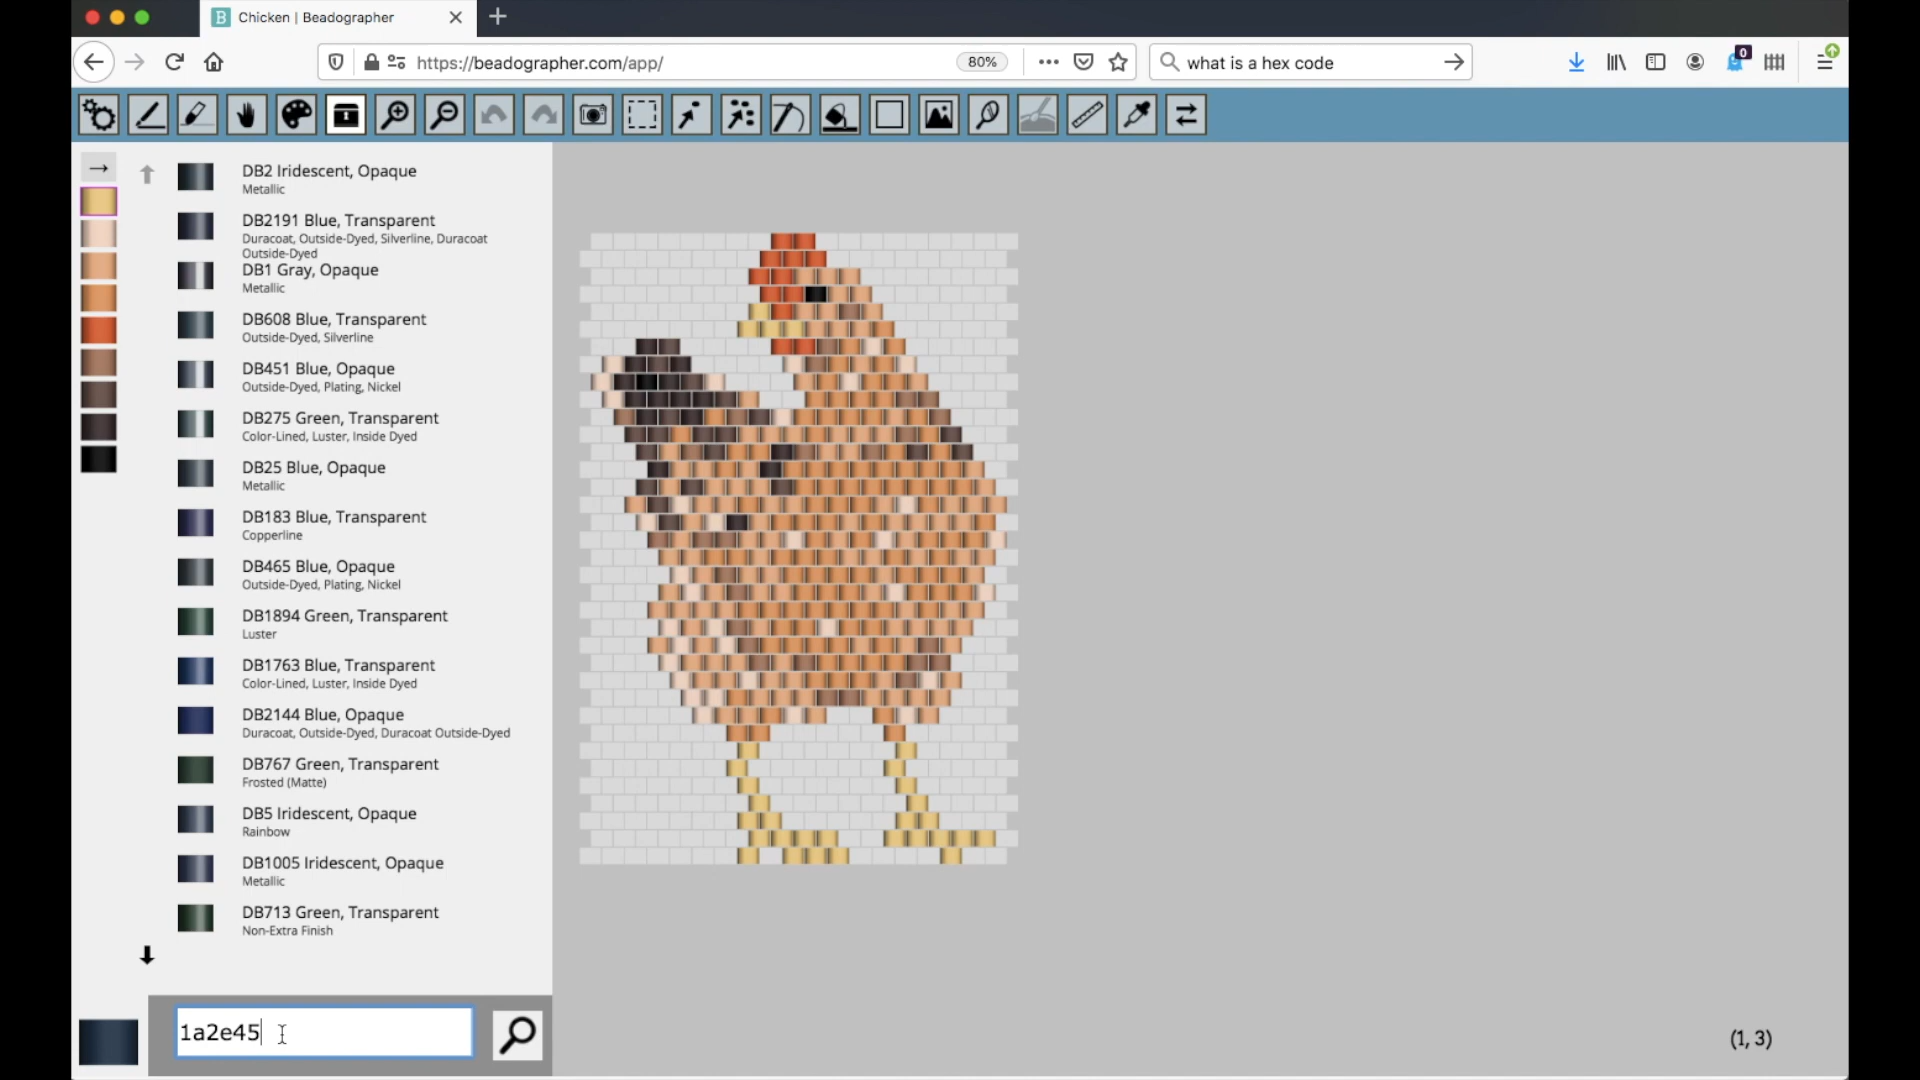 Chicken | Beadographer
https://beadographer.com/app/
80%
what is a hex code
0
DB2 Iridescent, Opaque
Metallic
DB2191 Blue, Transparent
Duracoat, Outside-Dyed, Silverline, Duracoat
Outside-Dyed
DB1 Gray, Opaque
Metallic
DB608 Blue, Transparent
Outside-Dyed, Silverline
DB451 Blue, Opaque
Outside-Dyed, Plating, Nickel
DB275 Green, Transparent
Color-Lined, Luster, Inside Dyed
DB25 Blue, Opaque
Metallic
DB183 Blue, Transparent
Copperline
DB465 Blue, Opaque
Outside-Dyed, Plating, Nickel
DB1894 Green, Transparent
Luster
DB1763 Blue, Transparent
Color-Lined, Luster, Inside Dyed
DB2144 Blue, Opaque
Duracoat, Outside-Dyed, Duracoat Outside-Dyed
DB767 Green, Transparent
Frosted (Matte)
DB5 Iridescent, Opaque
Rainbow
DB1005 Iridescent, Opaque
Metallic
DB713 Green, Transparent
Non-Extra Finish
1a2e45
(1, 3)